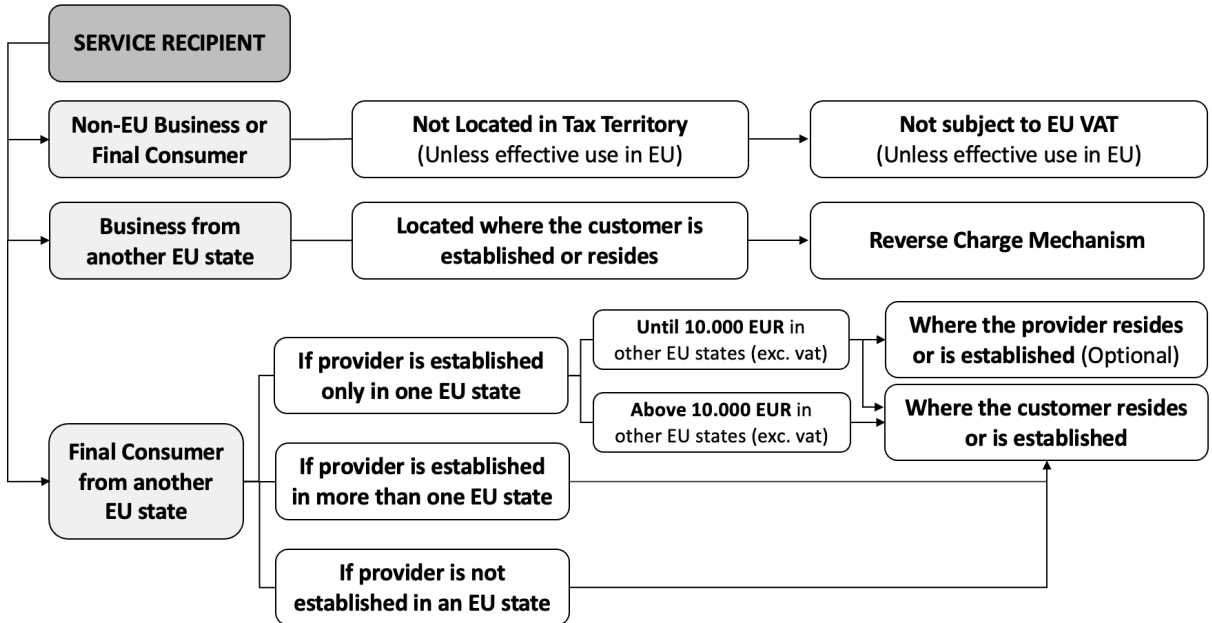 SERVICE RECIPIENT
Non-EU Business or
Final Consumer
Not Located in Tax Territory
(Unless effective use in EU)
Not subject to EU VAT
(Unless effective use in EU)
Business from
another EU state
Located where the customer is
established or resides
Reverse Charge Mechanism
Final Consumer
from another
EU state
If provider is established
only in one EU state
Until 10.000 EUR in
other EU states (exc. vat)
Where the provider resides
or is established (Optional)
Above 10.000 EUR in
other EU states (exc. vat)
Where the customer resides
or is established
If provider is established
in more than one EU state
If provider is not
established in an EU state